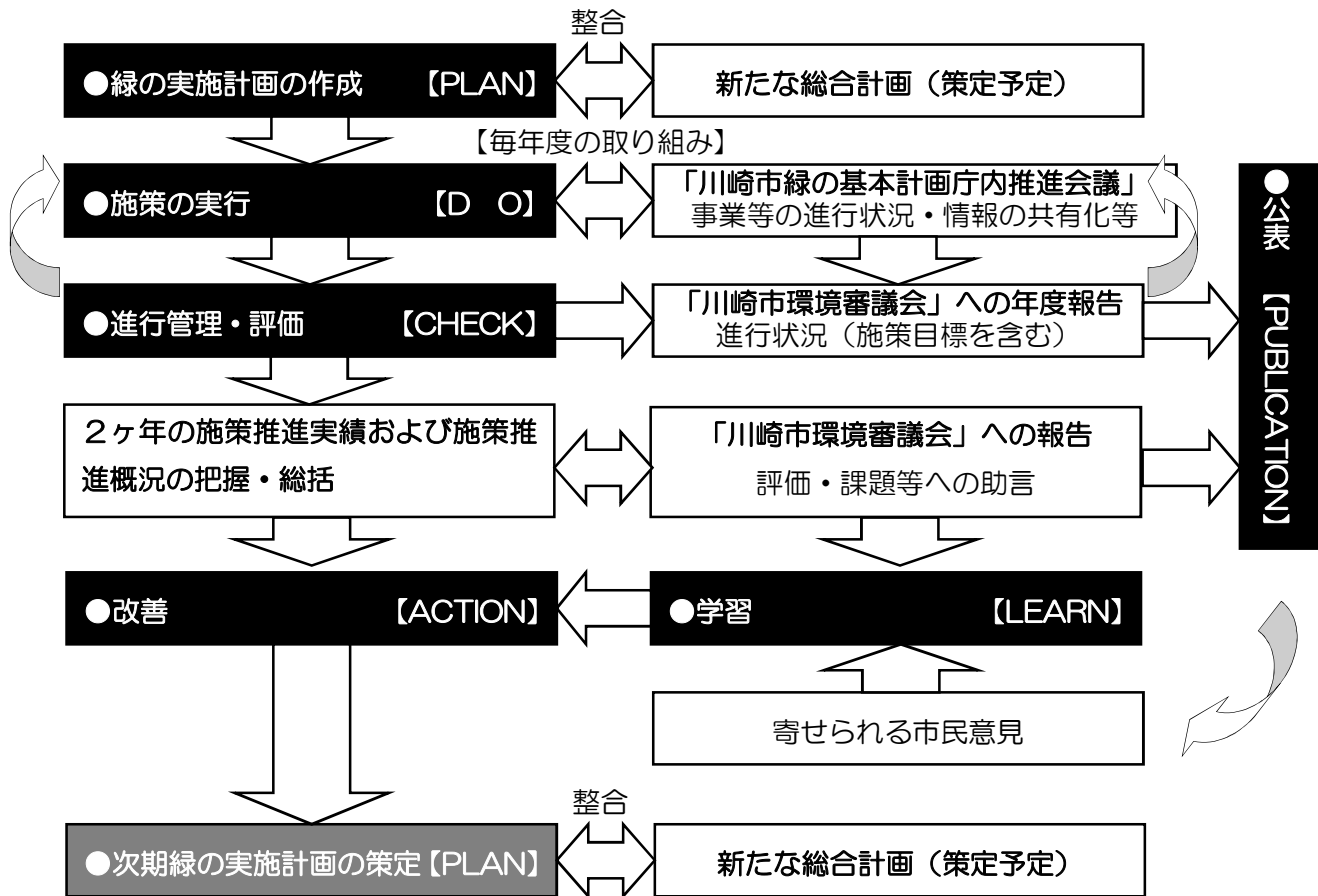 整合
●緑の実施計画の作成 【PLAN】
新たな総合計画（策定予定）
【毎年度の取り組み】
●施策の実行 【D O】
「川崎市緑の基本計画庁内推進会議」
事業等の進行状況・情報の共有化等
●進行管理・評価 【CHECK】
「川崎市環境審議会」への年度報告
進行状況（施策目標を含む）
●公表 【PUBLICATION】
２ヶ年の施策推進実績および施策推
進概況の把握・総括
「川崎市環境審議会」への報告
評価・課題等への助言
●改善 【ACTION】
●学習 【LEARN】
寄せられる市民意見
整合
●次期緑の実施計画の策定【PLAN】
新たな総合計画（策定予定）